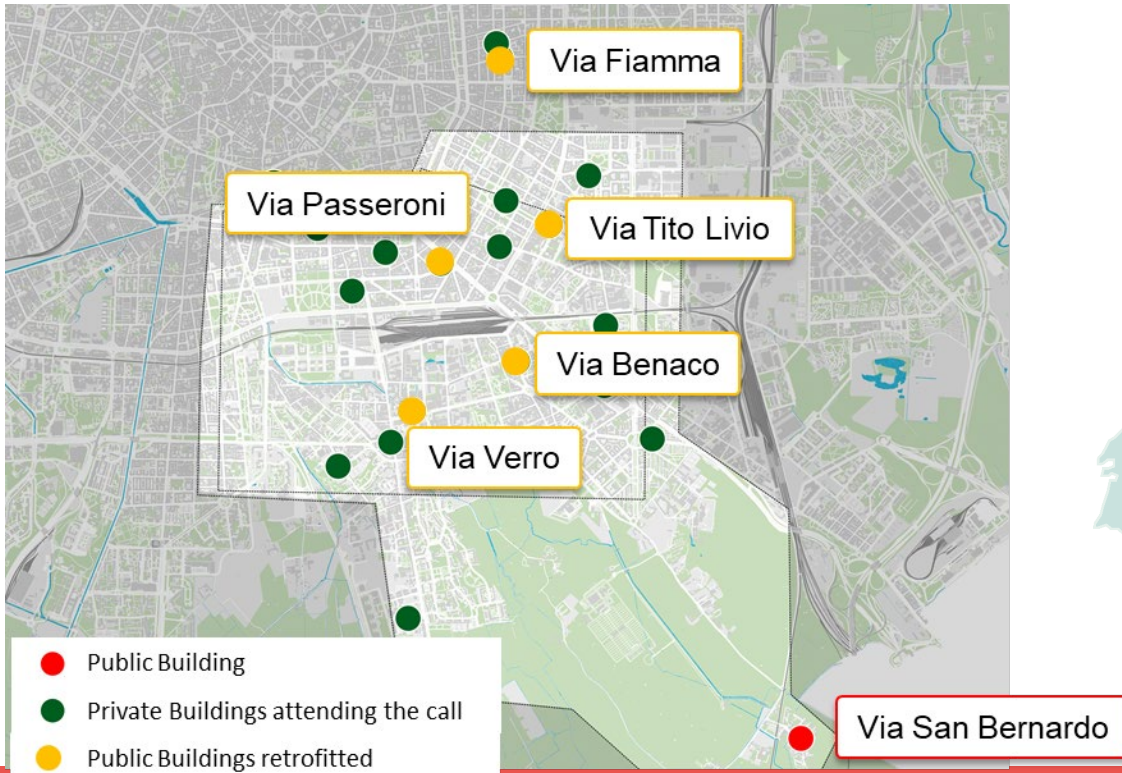 Via Fiamma
Via Passeroni
Via Tito Livio
Via Benaco
Via Verro
Via San Bernardo
Public Building
Private Buildings attending the call
Public Buildings retrofitted